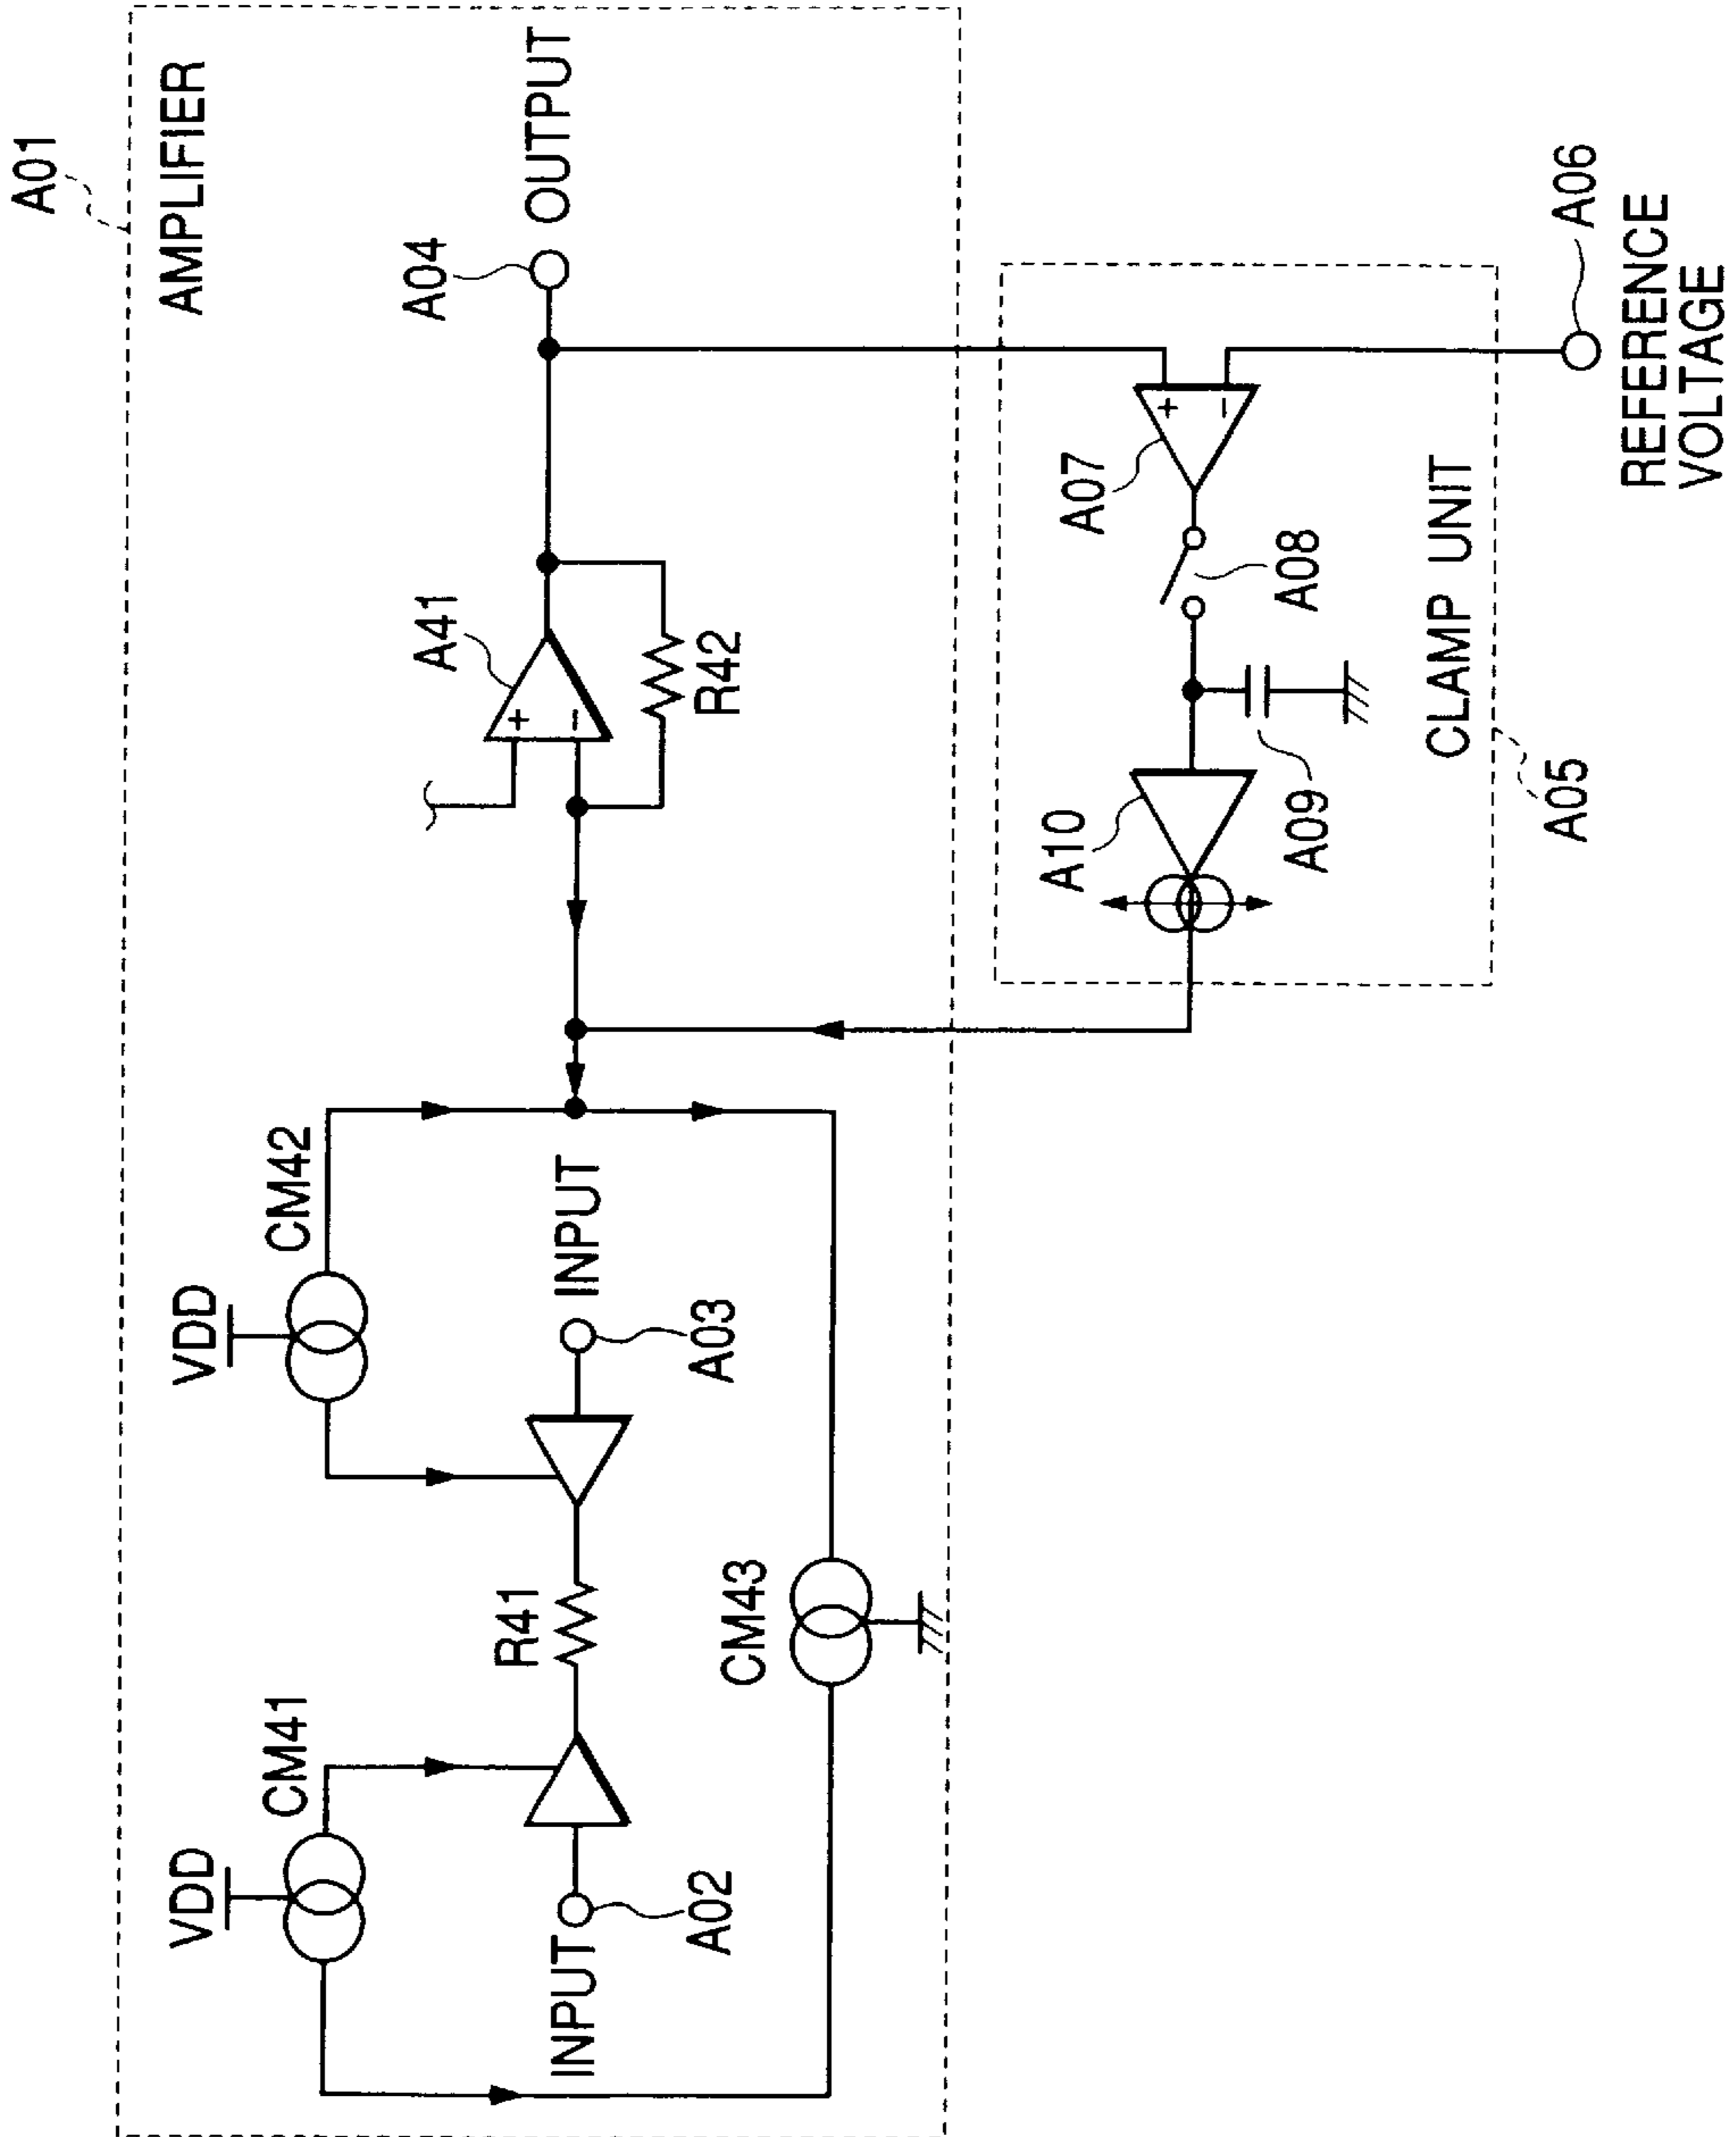 A01
AMPLIFIER
VDD
CM41
VDD
CM42
A41
A04
OUTPUT
INPUT
A02
R41
INPUT
A03
R42
CM43
A10
A07
A09
A08
CLAMP UNIT
A05
A06
REFERENCE
VOLTAGE
+
−
+
−